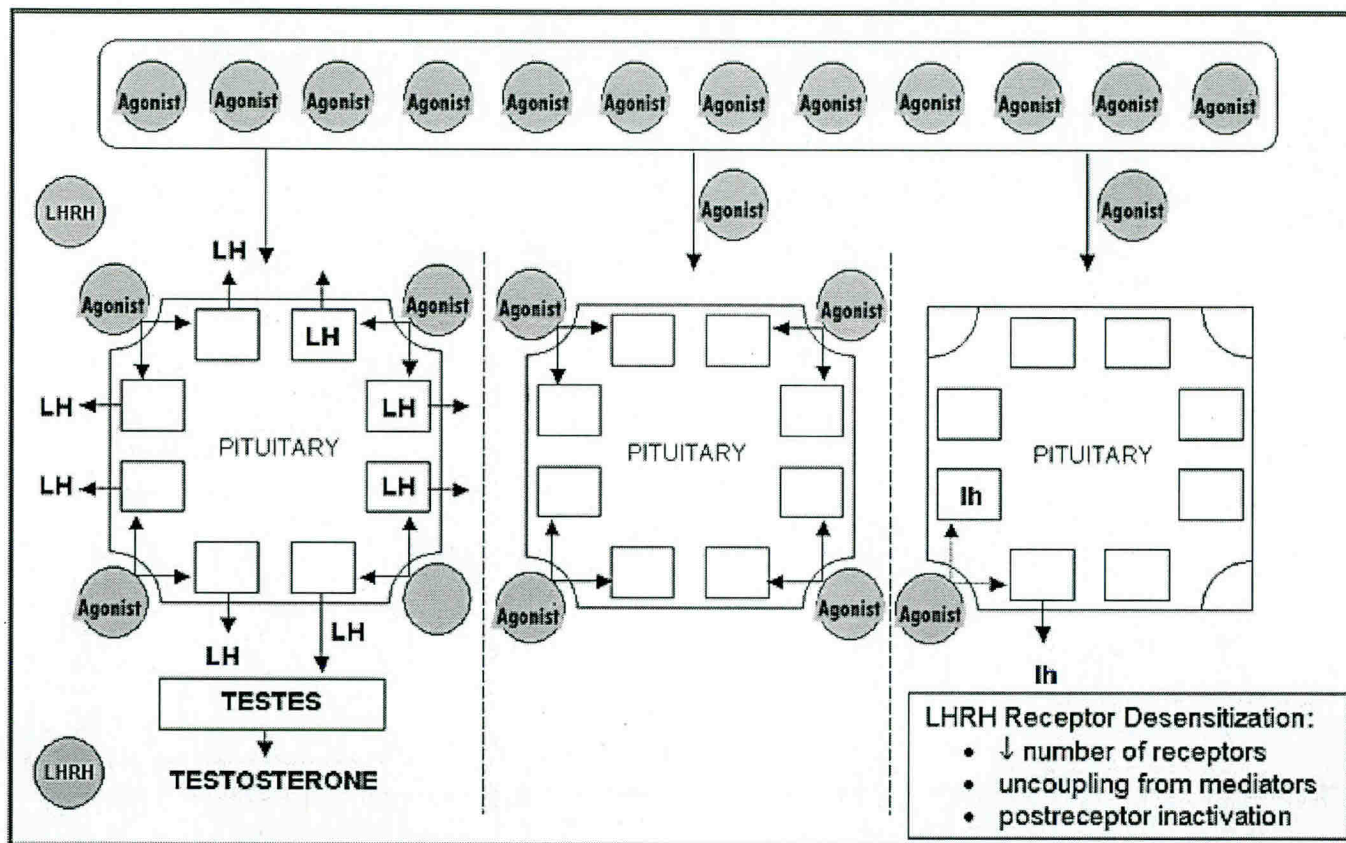 Agonist Agonist Agonist Agonist Agonist Agonist Agonist Agonist Agonist Agonist Agonist Agonist
LHRH
Agonist
Agonist
LH
Agonist
Agonist
LH
LH
LH
PITUITARY
LH
LH
Agonist
LH
LH
TESTES
TESTOSTERONE
LHRH
Agonist
Agonist
PITUITARY
Agonist
Agonist
PITUITARY
lh
Agonist
lh
LHRH Receptor Desensitization:
• ↓ number of receptors
• uncoupling from mediators
• postreceptor inactivation